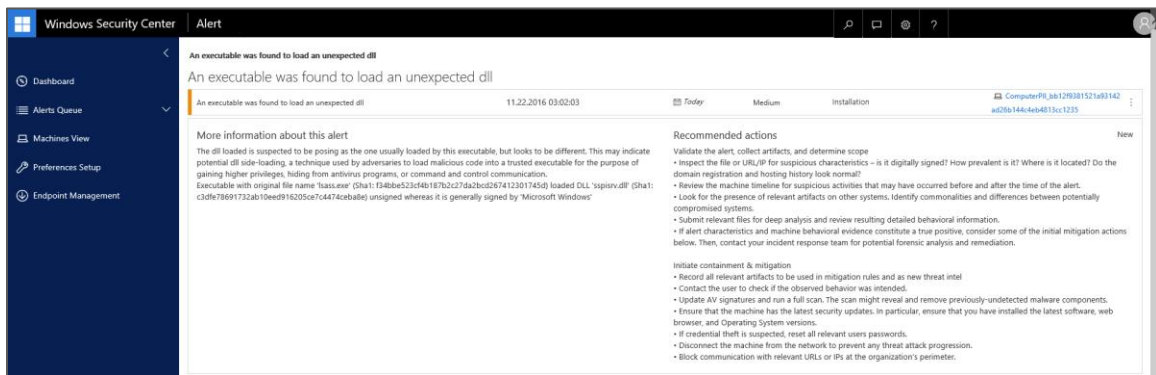 Windows Security Center
Alert
?
An executable was found to load an unexpected dll
Dashboard
An executable was found to load an unexpected dll
Alerts Queue
An executable was found to load an unexpected dll
11.22.2016 03:02:03
Today
Medium
Installation
ComputerPII_bb12f9381521a93142
ad26b144c4eb4813cc1235
Machines View
Preferences Setup
Endpoint Management
More information about this alert
The dll loaded is suspected to be posing as the one usually loaded by this executable, but looks to be different. This may indicate
potential dll side-loading, a technique used by adversaries to load malicious code into a trusted executable for the purpose of
gaining higher privileges, hiding from antivirus programs, or command and control communication.
Executable with original file name 'lsass.exe' (Sha1: f34bbe523cf4b187b2c27da2bcd267412301745d) loaded DLL 'sspisrv.dll' (Sha1:
c3dfe78691732ab10eed916205ce7c4474ceba8e) unsigned whereas it is generally signed by 'Microsoft Windows'
Recommended actions
New
Validate the alert, collect artifacts, and determine scope
• Inspect the file or URL/IP for suspicious characteristics – is it digitally signed? How prevalent is it? Where is it located? Do the
domain registration and hosting history look normal?
• Review the machine timeline for suspicious activities that may have occurred before and after the time of the alert.
• Look for the presence of relevant artifacts on other systems. Identify commonalities and differences between potentially
compromised systems.
• Submit relevant files for deep analysis and review resulting detailed behavioral information.
• If alert characteristics and machine behavioral evidence constitute a true positive, consider some of the initial mitigation actions
below. Then, contact your incident response team for potential forensic analysis and remediation.
Initiate containment & mitigation
• Record all relevant artifacts to be used in mitigation rules and as new threat intel
• Contact the user to check if the observed behavior was intended.
• Update AV signatures and run a full scan. The scan might reveal and remove previously-undetected malware components.
• Ensure that the machine has the latest security updates. In particular, ensure that you have installed the latest software, web
browser, and Operating System versions.
• If credential theft is suspected, reset all relevant users passwords.
• Disconnect the machine from the network to prevent any threat attack progression.
• Block communication with relevant URLs or IPs at the organization's perimeter.